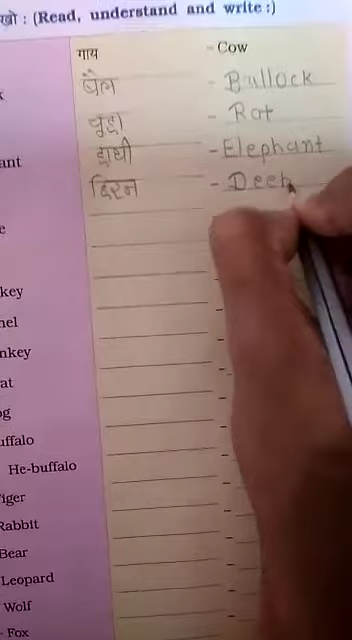 खो : (Read, understand and write :)
गाय - Cow
बैल - Bullock
चूहा - Rat
ant हाथी - Elephant
हिरन - Deer
e
key
nel
nkey
at
og
uffalo
He-buffalo
iger
Rabbit
Bear
Leopard
Wolf
- Fox